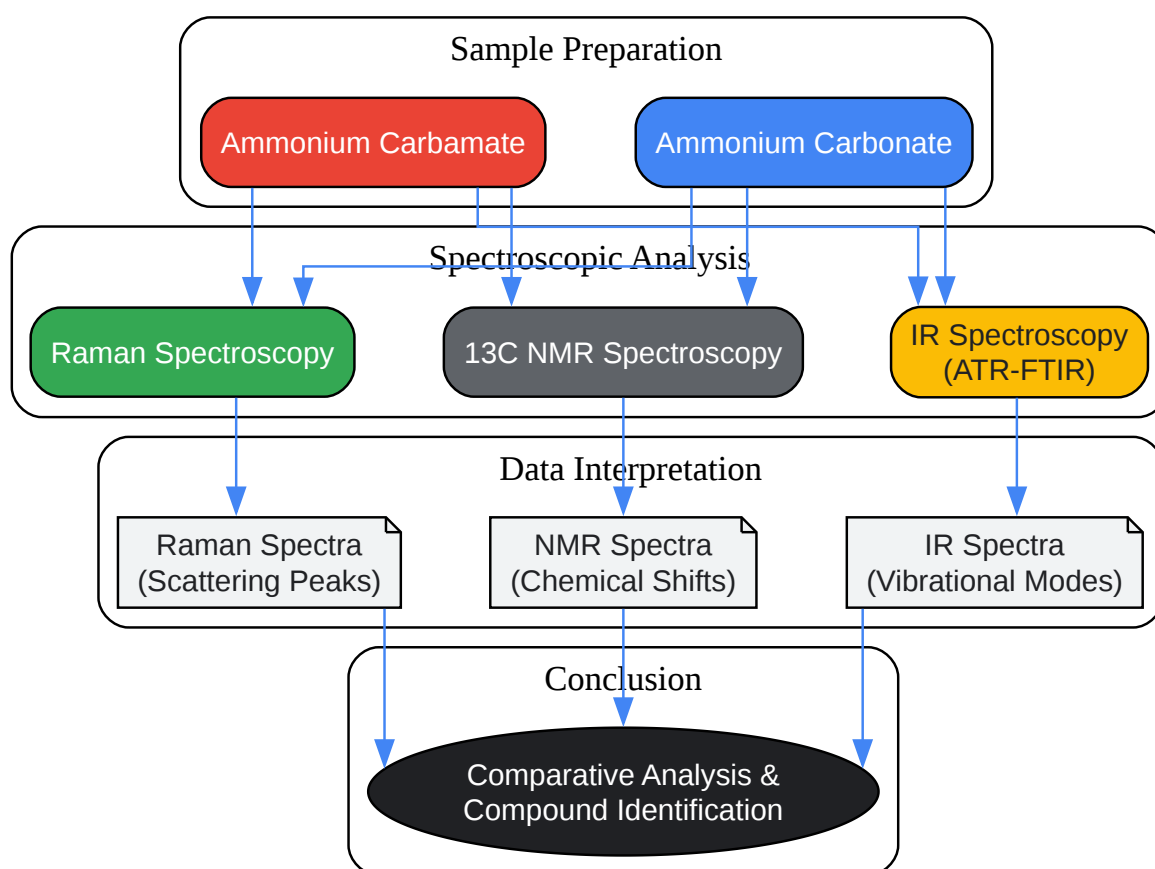 Sample Preparation
Ammonium Carbamate
Ammonium Carbonate
Spectroscopic Analysis
Raman Spectroscopy
13C NMR Spectroscopy
IR Spectroscopy
(ATR-FTIR)
Data Interpretation
Raman Spectra
(Scattering Peaks)
NMR Spectra
(Chemical Shifts)
IR Spectra
(Vibrational Modes)
Conclusion
Comparative Analysis &
Compound Identification